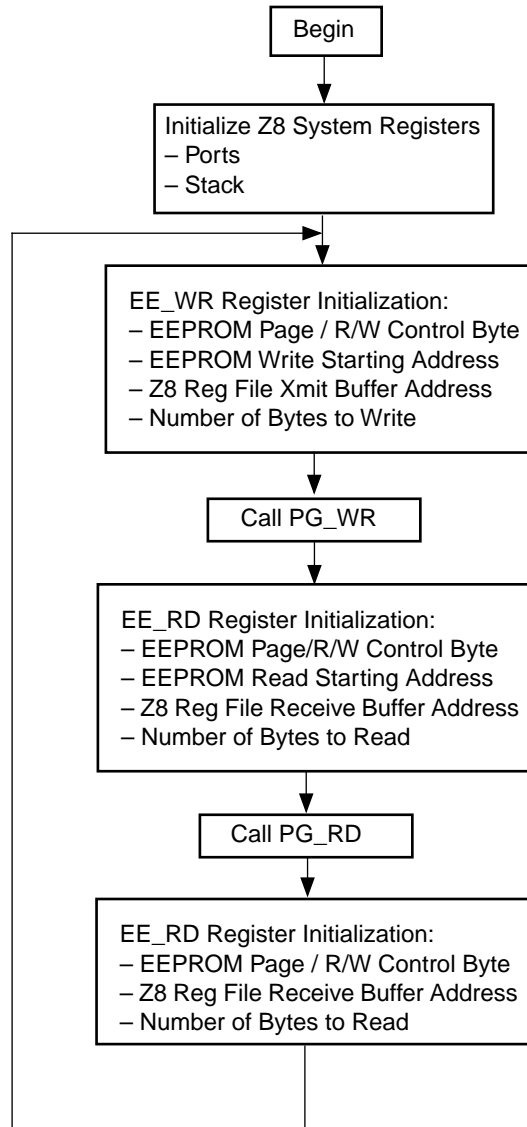 Begin
Initialize Z8 System Registers
– Ports
– Stack
EE_WR Register Initialization:
– EEPROM Page / R/W Control Byte
– EEPROM Write Starting Address
– Z8 Reg File Xmit Buffer Address
– Number of Bytes to Write
Call PG_WR
EE_RD Register Initialization:
– EEPROM Page/R/W Control Byte
– EEPROM Read Starting Address
– Z8 Reg File Receive Buffer Address
– Number of Bytes to Read
Call PG_RD
EE_RD Register Initialization:
– EEPROM Page / R/W Control Byte
– Z8 Reg File Receive Buffer Address
– Number of Bytes to Read